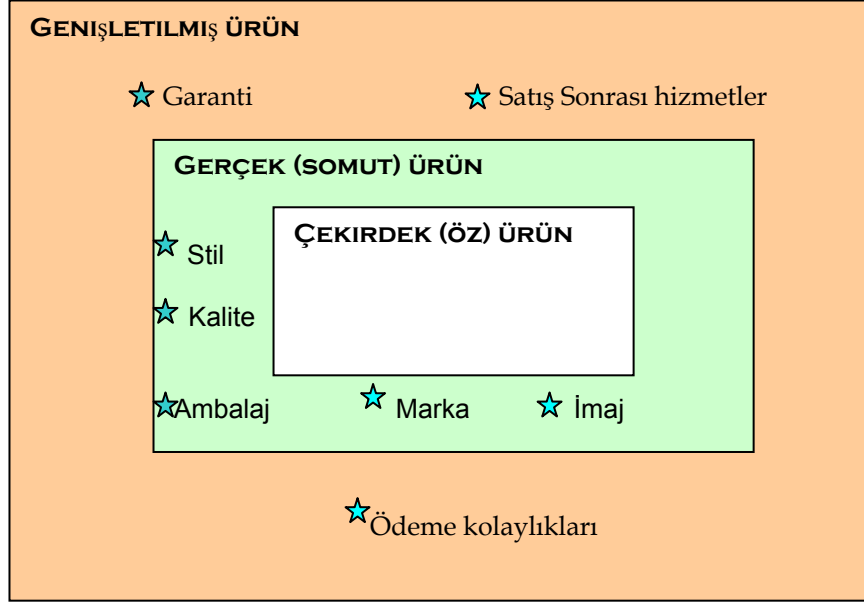 GENIşLETILMIş ÜRÜN
Garanti
Satış Sonrası hizmetler
GERÇEK (SOMUT) ÜRÜN
ÇEKIRDEK (ÖZ) ÜRÜN
Stil
Kalite
Ambalaj
Marka
İmaj
Ödeme kolaylıkları